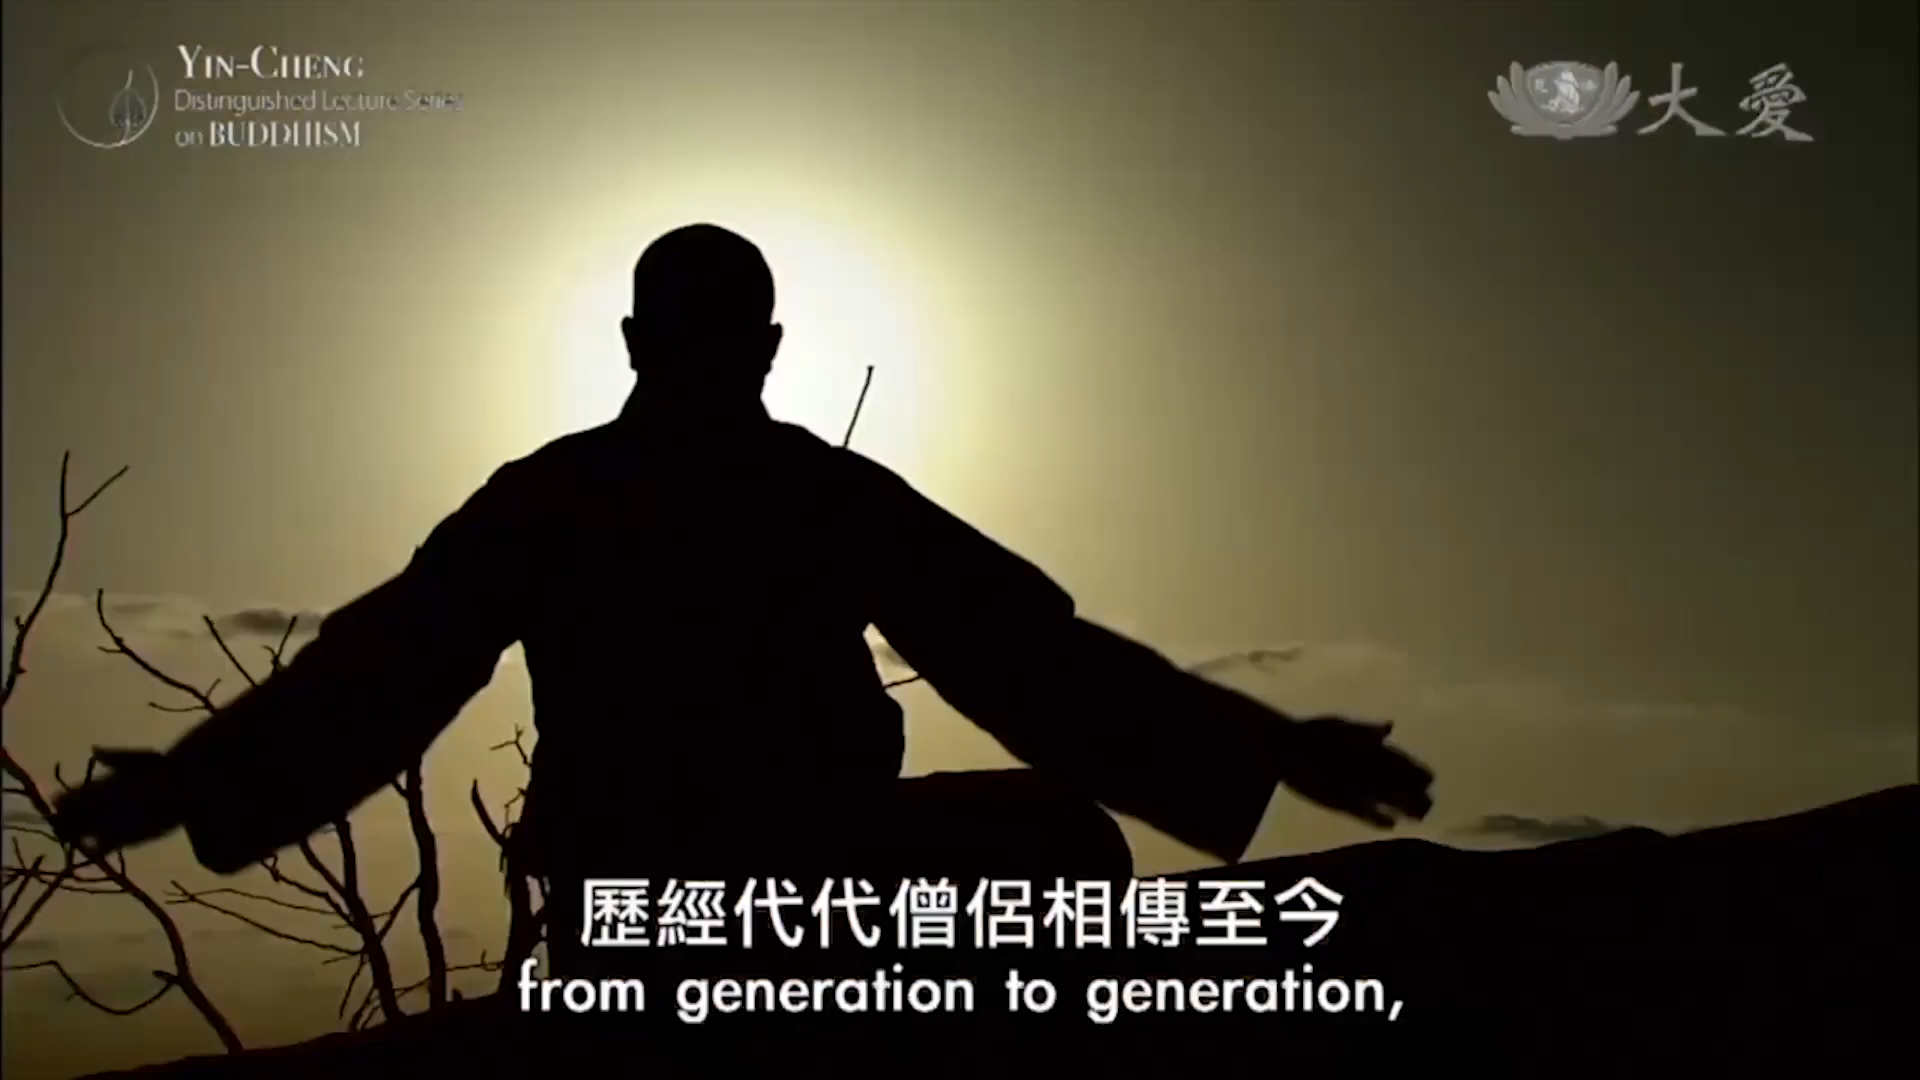 YIN-CHENG
Distinguished Lecture Series
on BUDDHISM
大愛
歷經代代僧侶相傳至今
from generation to generation,